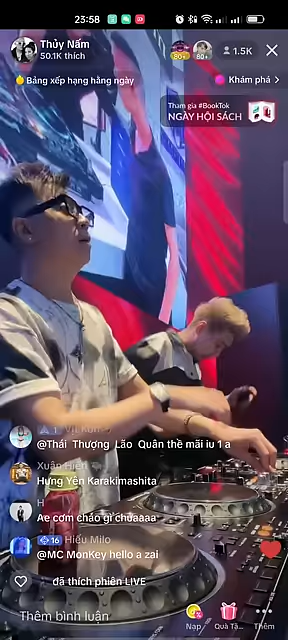 23:58
Thủy Nấm
50.1K thích
80+
80+
1.5K
Bảng xếp hạng hằng ngày
Khám phá >
Tham gia #BookTok
NGÀY HỘI SÁCH
1
@Thái Thượng Lão Quân thề mãi iu 1 a
Xuân Hiên
Hưng Yên Karakimashita
H
Ae cơm cháo gì chưaaaa
16 Hiếu Milo
@MC MonKey hello a zai
đã thích phiên LIVE
Thêm bình luận
Nạp
Quà Tặ...
Thêm